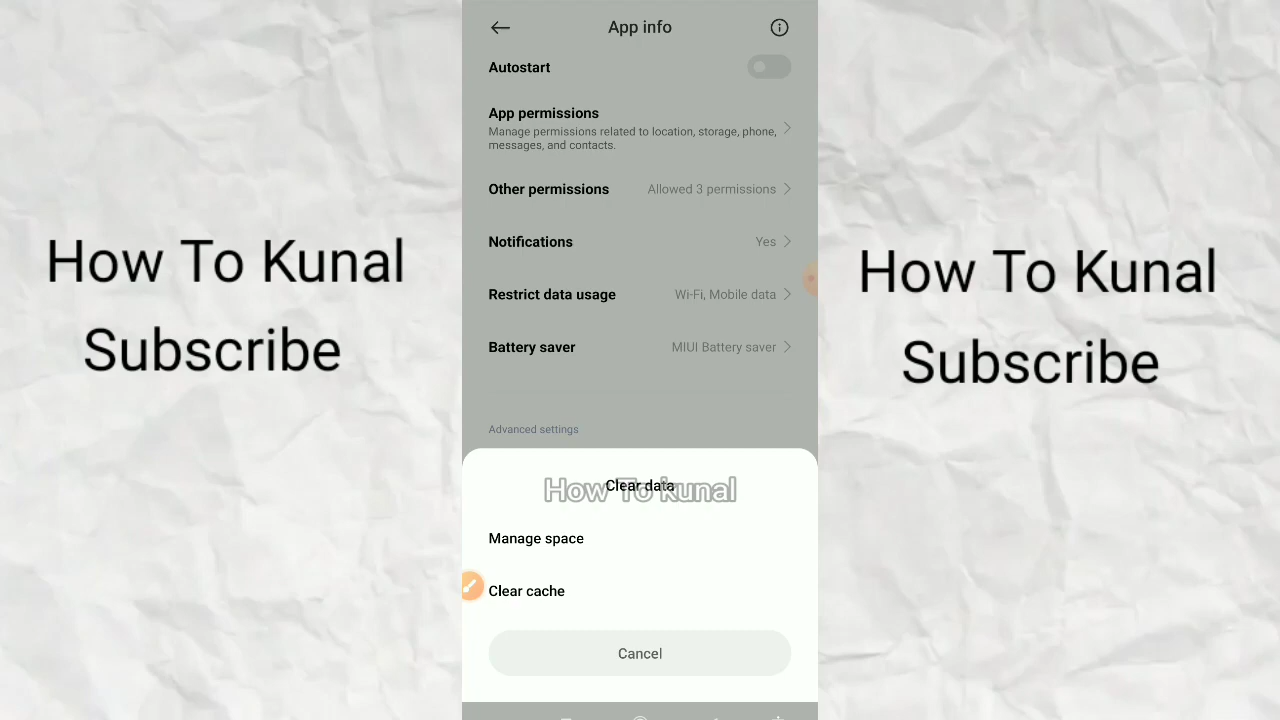 How To Kunal
Subscribe
App info
Autostart
App permissions
Manage permissions related to location, storage, phone,
messages, and contacts.
Other permissions Allowed 3 permissions
Notifications Yes
Restrict data usage Wi-Fi, Mobile data
Battery saver MIUI Battery saver
Advanced settings
Clear data
How To kunal
Manage space
Clear cache
Cancel
How To Kunal
Subscribe